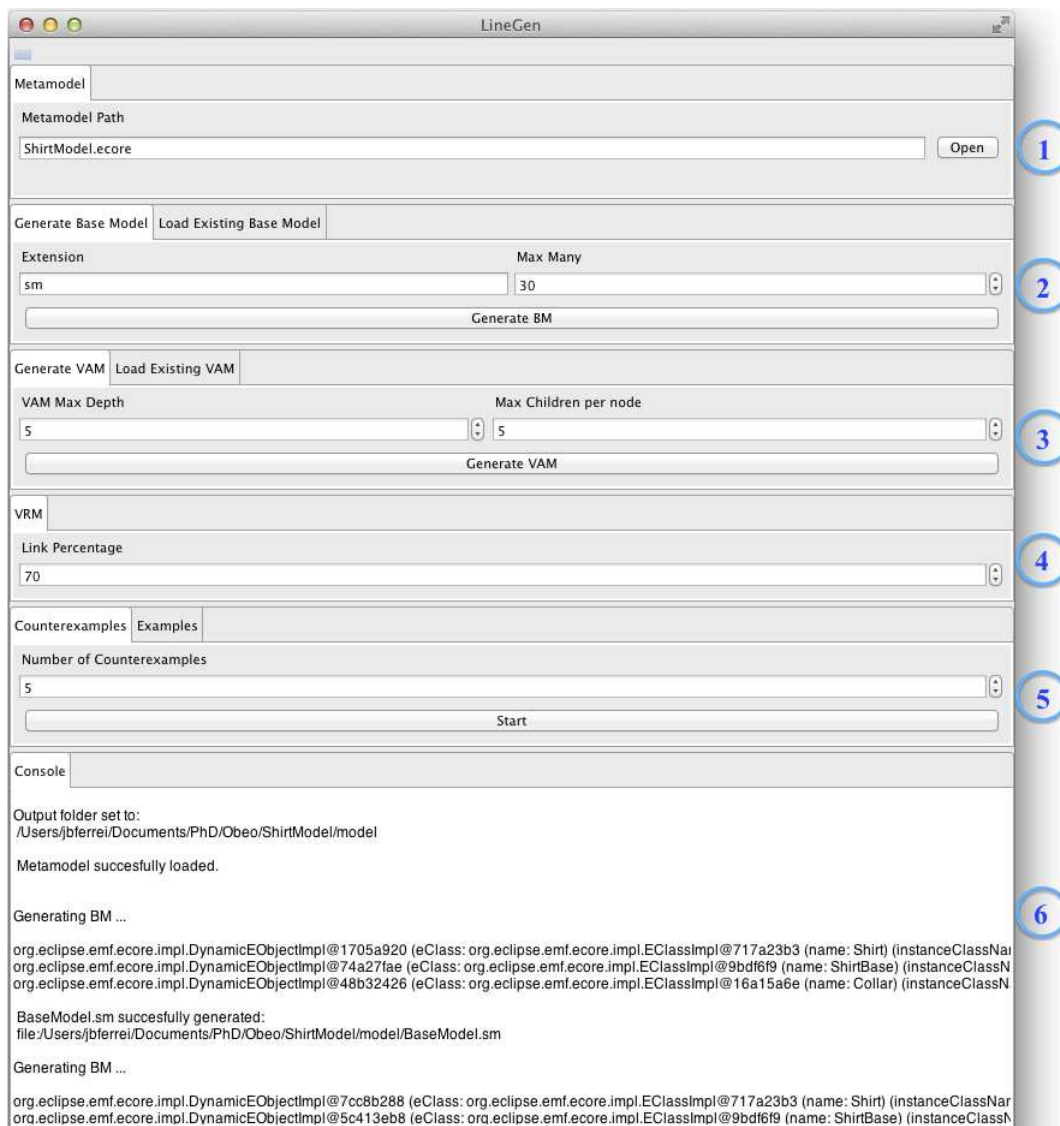 LineGen
Metamodel
Metamodel Path
ShirtModel.ecore
Open
1
Generate Base Model
Load Existing Base Model
Extension
Max Many
sm
30
2
Generate BM
Generate VAM
Load Existing VAM
VAM Max Depth
Max Children per node
5
5
3
Generate VAM
VRM
Link Percentage
70
4
Counterexamples
Examples
Number of Counterexamples
5
5
Start
Console
Output folder set to:
/Users/jbferrei/Documents/PhD/Obeo/ShirtModel/model
Metamodel succesfully loaded.
Generating BM ...
6
org.eclipse.emf.ecore.impl.DynamicEObjectImpl@1705a920 (eClass: org.eclipse.emf.ecore.impl.EClassImpl@717a23b3 (name: Shirt) (instanceClassNar
org.eclipse.emf.ecore.impl.DynamicEObjectImpl@74a27fae (eClass: org.eclipse.emf.ecore.impl.EClassImpl@9bdf6f9 (name: ShirtBase) (instanceClassN
org.eclipse.emf.ecore.impl.DynamicEObjectImpl@48b32426 (eClass: org.eclipse.emf.ecore.impl.EClassImpl@16a15a6e (name: Collar) (instanceClassN
BaseModel.sm succesfully generated:
file:/Users/jbferrei/Documents/PhD/Obeo/ShirtModel/model/BaseModel.sm
Generating BM ...
org.eclipse.emf.ecore.impl.DynamicEObjectImpl@7cc8b288 (eClass: org.eclipse.emf.ecore.impl.EClassImpl@717a23b3 (name: Shirt) (instanceClassNar
org.eclipse.emf.ecore.impl.DynamicEObjectImpl@5c413eb8 (eClass: org.eclipse.emf.ecore.impl.EClassImpl@9bdf6f9 (name: ShirtBase) (instanceClassN